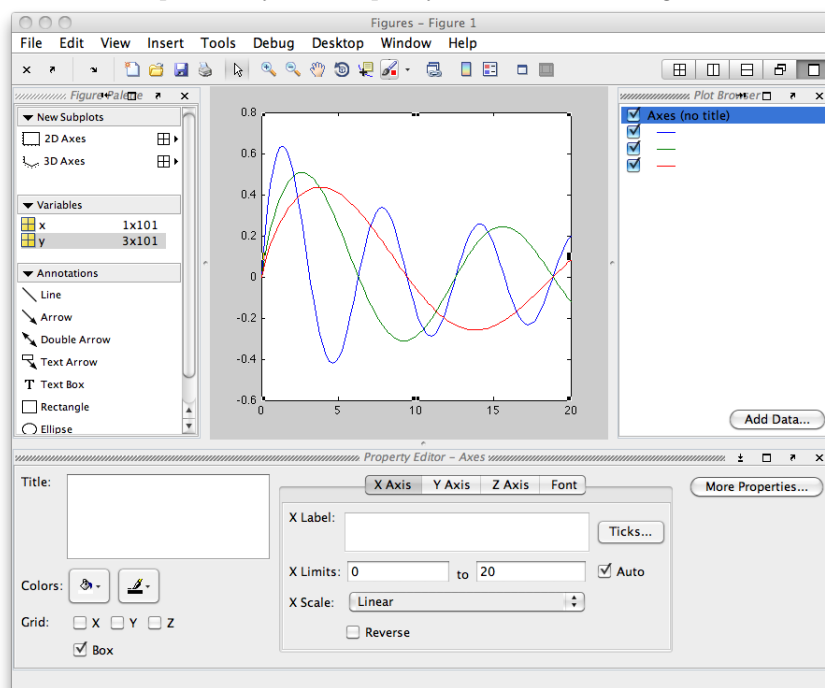 Figures – Figure 1
File Edit View Insert Tools Debug Desktop Window Help
Figure Palette
New Subplots
2D Axes
3D Axes
Variables
x 1x101
y 3x101
Annotations
Line
Arrow
Double Arrow
Text Arrow
T Text Box
Rectangle
Ellipse
0.8
0.6
0.4
0.2
0
-0.2
-0.4
-0.6
0 5 10 15 20
Plot Browser
Axes (no title)
Add Data...
Property Editor – Axes
Title:
Colors:
Grid: X Y Z
Box
X Axis Y Axis Z Axis Font
X Label:
Ticks...
X Limits: 0 to 20 Auto
X Scale: Linear
Reverse
More Properties...